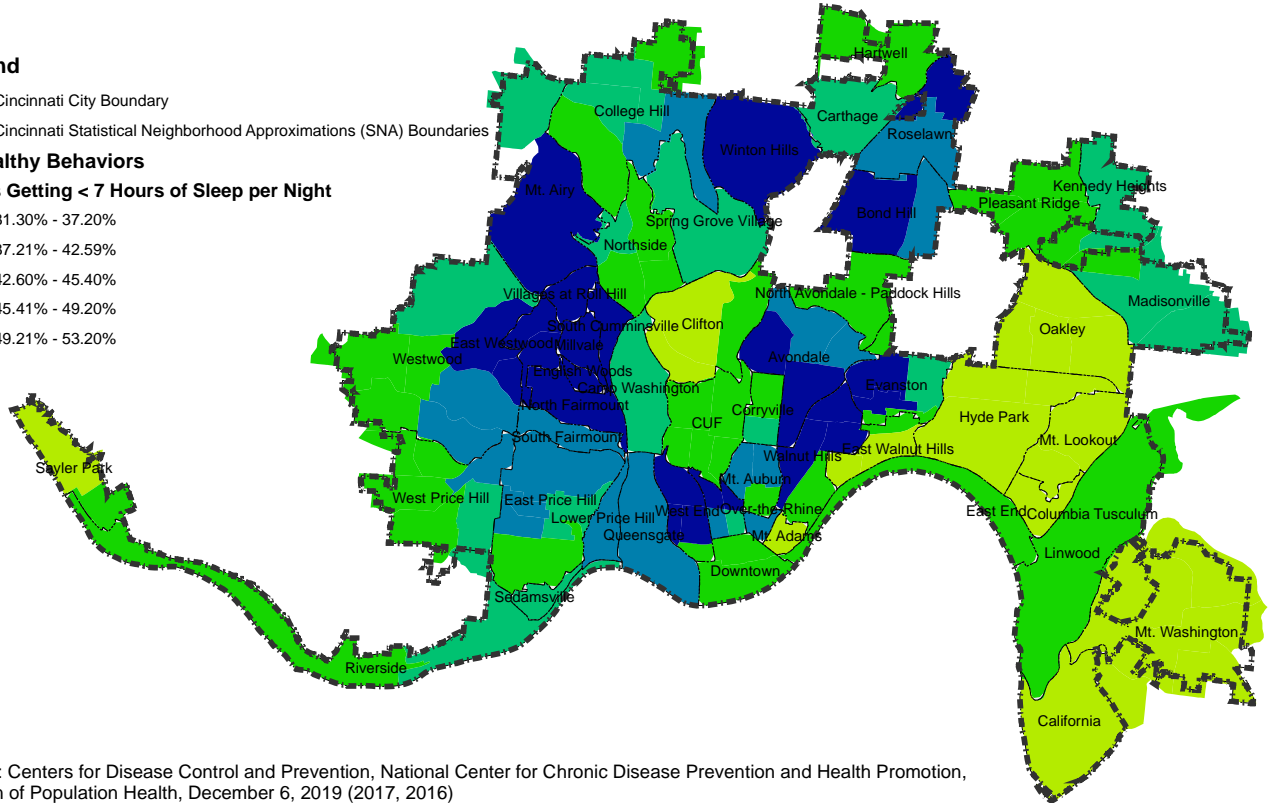 nd
Cincinnati City Boundary
Cincinnati Statistical Neighborhood Approximations (SNA) Boundaries
althy Behaviors
s Getting < 7 Hours of Sleep per Night
31.30% - 37.20%
37.21% - 42.59%
42.60% - 45.40%
45.41% - 49.20%
49.21% - 53.20%
Hartwell
College Hill
Carthage
Roselawn
Winton Hills
Mt. Airy
Kennedy Heights
Pleasant Ridge
Bond Hill
Spring Grove Village
Northside
Villages at Roll Hill
North Avondale - Paddock Hills
Madisonville
South Cumminsville
Clifton
Oakley
East Westwood
Millvale
Westwood
Avondale
English Woods
Camp Washington
Evanston
North Fairmount
Corryville
Hyde Park
CUF
South Fairmount
Mt. Lookout
Walnut Hills
East Walnut Hills
Sayler Park
Mt. Auburn
West Price Hill
East Price Hill
Lower Price Hill
West End
Over-the-Rhine
East End
Columbia Tusculum
Queensgate
Mt. Adams
Linwood
Downtown
Sedamsville
Mt. Washington
Riverside
California
: Centers for Disease Control and Prevention, National Center for Chronic Disease Prevention and Health Promotion,
n of Population Health, December 6, 2019 (2017, 2016)